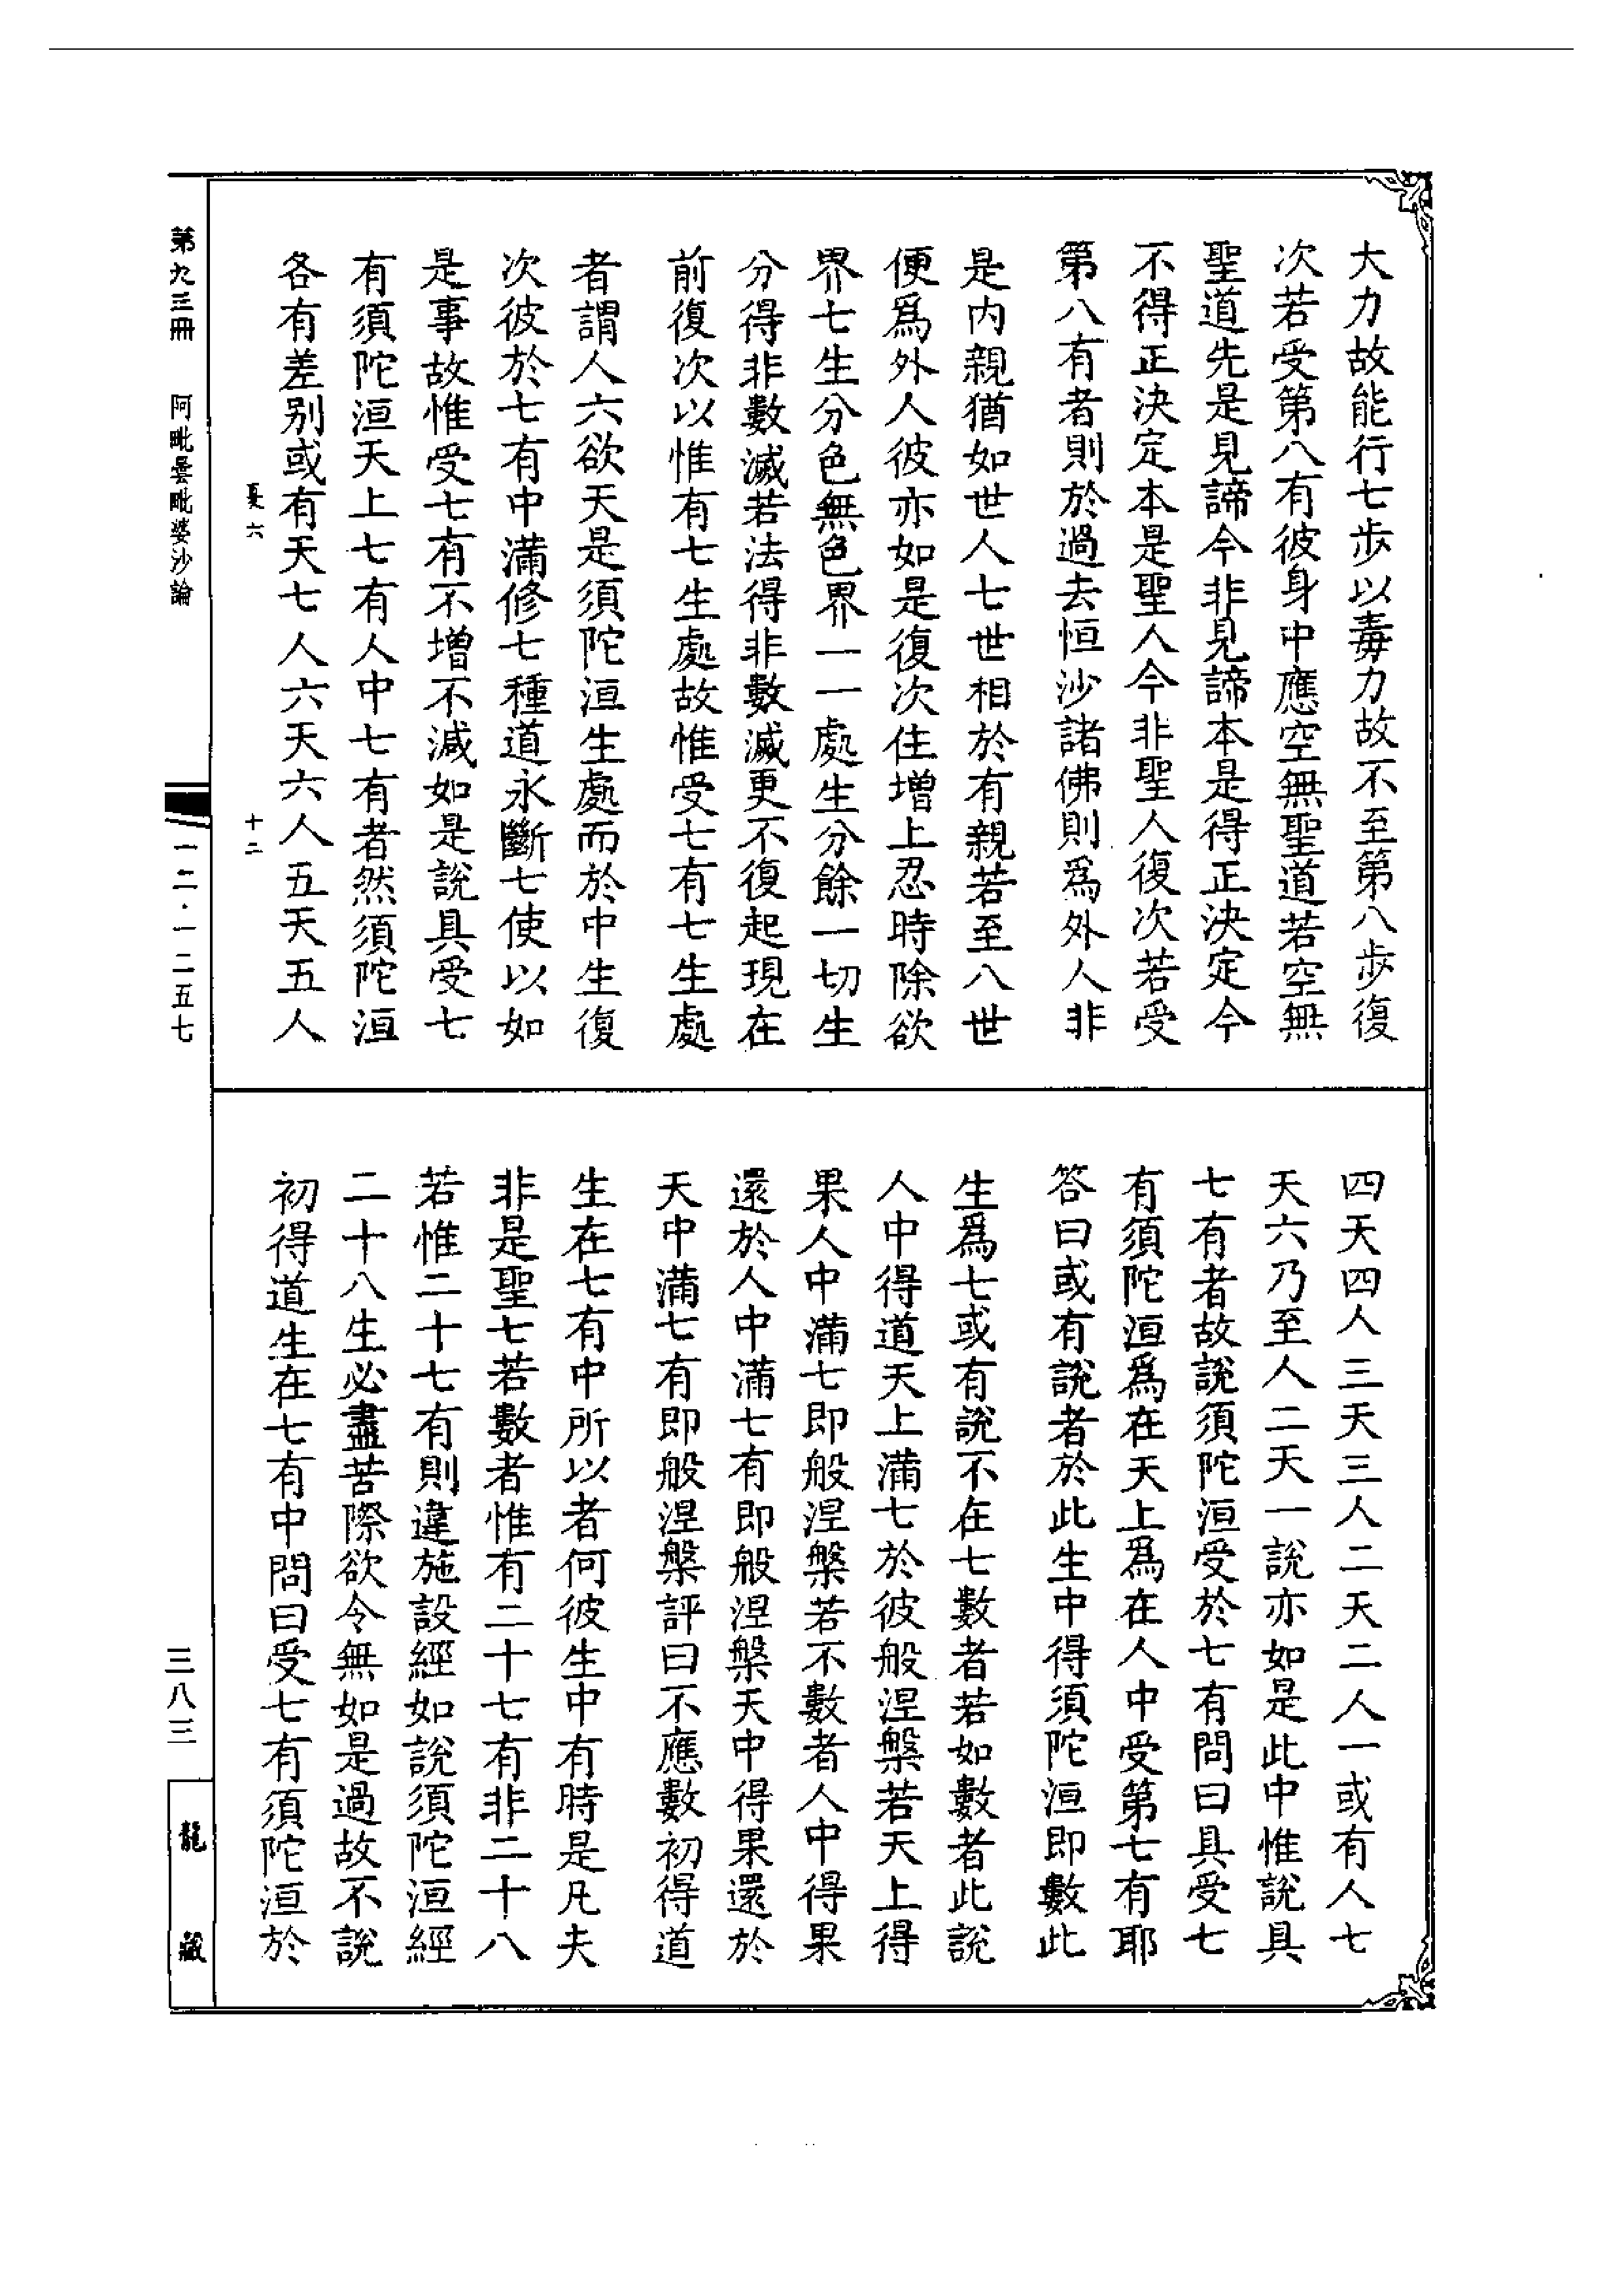 大力故能行七步以毒力故不至第八步復
次若受第八有彼身中應空無聖道若空無
聖道先是見諦今非見諦本是得正決定今
不得正決定本是聖人今非聖人復次若受
第八有者則於過去恒沙諸佛則爲外人非
是内親猶如世人七世相於有親若至八世
便爲外人彼亦如是復次住增上忍時除欲
界七生分色無色界一一處生分餘一切生
分得非數滅若法得非數滅更不復起現在
前復次以惟有七生處故惟受七有七生處
者謂人六欲天是須陀洹生處而於中生復
次彼於七有中滿修七種道永斷七使以如
是事故惟受七有不增不減如是說具受七
有須陀洹天上七有人中七有者然須陀洹
各有差別或有天七人六天六人五天五人
夏六 十二
四天四人三天三人二天二人一或有人七
天六乃至人二天一說亦如是此中惟說具
七有者故說須陀洹受於七有問曰具受七
有須陀洹爲在天上爲在人中受第七有耶
答曰或有說者於此生中得須陀洹即數此
生爲七或有說不在七數者若如數者此說
人中得道天上滿七於彼般涅槃若天上得
果人中滿七即般涅槃若不數者人中得果
還於人中滿七有即般涅槃天中得果還於
天中滿七有即般涅槃評曰不應數初得道
生在七有中所以者何彼生中有時是凡夫
非是聖七若數者惟有二十七有非二十八
若惟二十七有則違施設經如說須陀洹經
二十八生必盡苦際欲令無如是過故不說
初得道生在七有中問曰受七有須陀洹於
第九三冊 阿毗曇毗婆沙論
一二·一二五七
三八三
龍藏